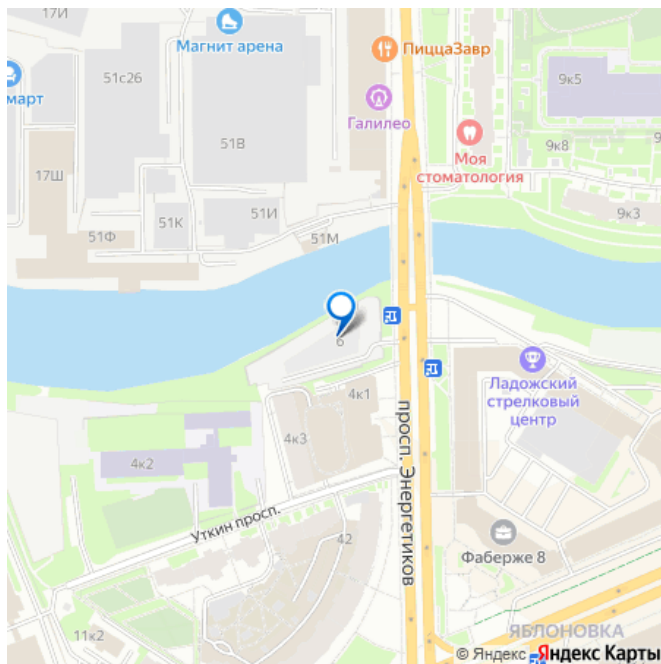 17И
Магнит арена
ПиццаЗавр
51с26
март
9к5
Галилео
51В
9к8
Моя
стоматология
17Ш
51К
51И
9к3
51Ф
51М
6
Ладожский
стрелковый
центр
4к1
просп. Энергетиков
4к3
4к2
Уткин просп.
42
Фаберже 8
11к2
ЯБЛОНОВКА
© Яндекс Яндекс Карты